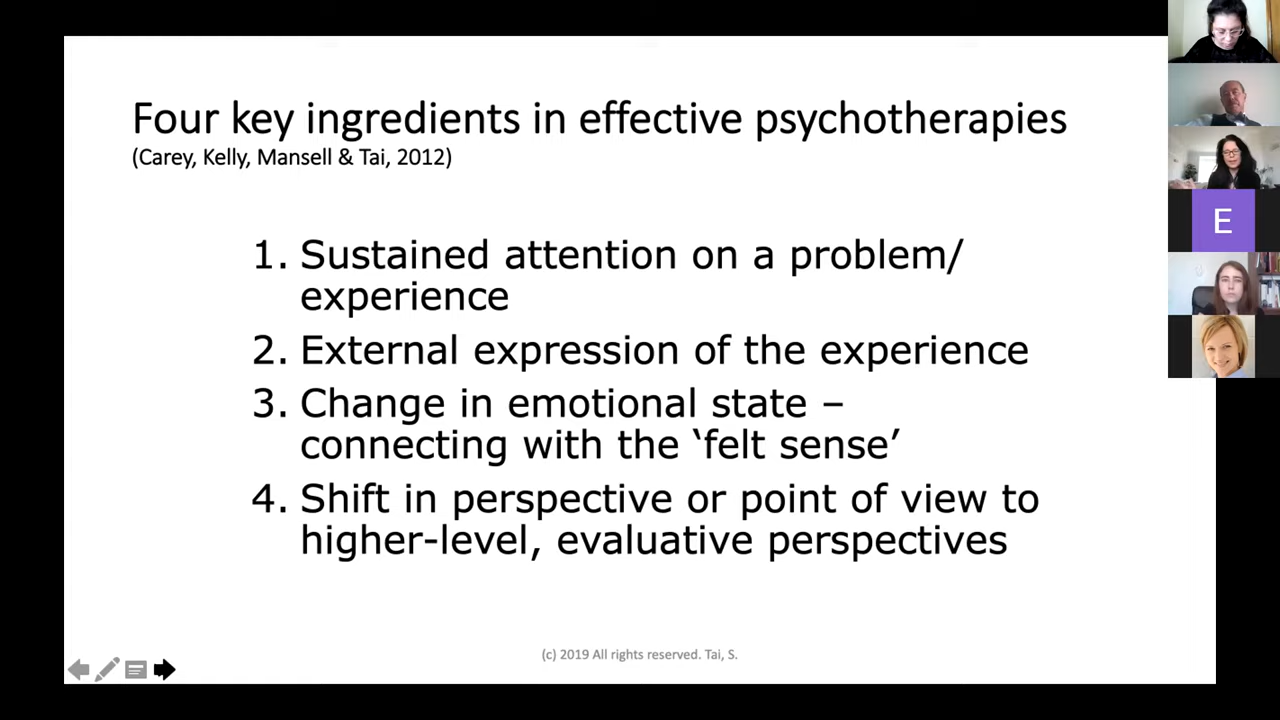 Four key ingredients in effective psychotherapies
(Carey, Kelly, Mansell & Tai, 2012)
1. Sustained attention on a problem/
experience
2. External expression of the experience
3. Change in emotional state –
connecting with the ‘felt sense’
4. Shift in perspective or point of view to
higher-level, evaluative perspectives
(c) 2019 All rights reserved. Tai, S.
E